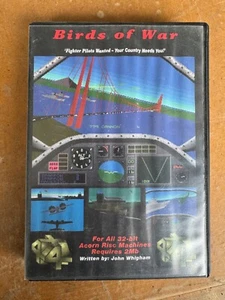 Birds of War
"Fighter Pilots Wanted - Your Country Needs You!"
For All 32-Bit
Acorn Risc Machines
Requires 2Mb
Written by: John Whigham